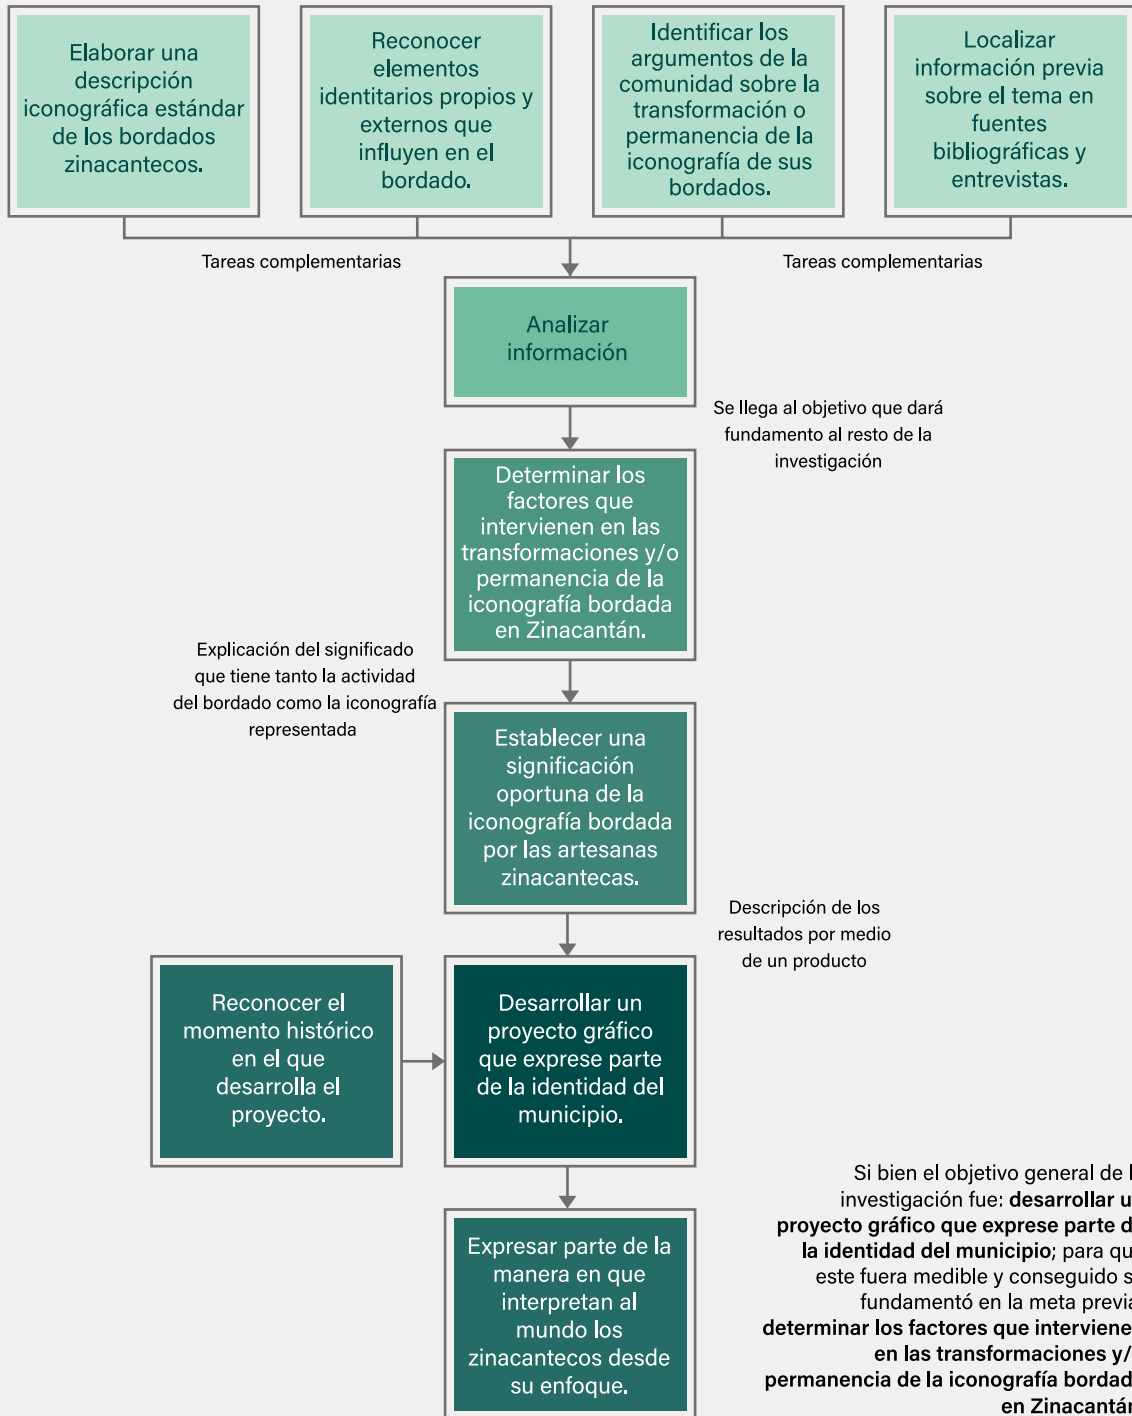 Elaborar una
descripción
iconográfica estándar
de los bordados
zinacantecos.
Reconocer
elementos
identitarios propios y
externos que
influyen en el
bordado.
Identificar los
argumentos de la
comunidad sobre la
transformación o
permanencia de la
iconografía de sus
bordados.
Localizar
información previa
sobre el tema en
fuentes
bibliográficas y
entrevistas.
Tareas complementarias
Tareas complementarias
Analizar
información
Se llega al objetivo que dará
fundamento al resto de la
investigación
Determinar los
factores que
intervienen en las
transformaciones y/o
permanencia de la
iconografía bordada
en Zinacantán.
Explicación del significado
que tiene tanto la actividad
del bordado como la iconografía
representada
Establecer una
significación
oportuna de la
iconografía bordada
por las artesanas
zinacantecas.
Descripción de los
resultados por medio
de un producto
Reconocer el
momento histórico
en el que
desarrolla el
proyecto.
Desarrollar un
proyecto gráfico
que exprese parte
de la identidad del
municipio.
Expresar parte de la
manera en que
interpretan al
mundo los
zinacantecos desde
su enfoque.
Si bien el objetivo general de
investigación fue: desarrollar
proyecto gráfico que exprese parte
la identidad del municipio; para
este fuera medible y conseguido
fundamentó en la meta
determinar los factores que
en las transformaciones
permanencia de la iconografía
en